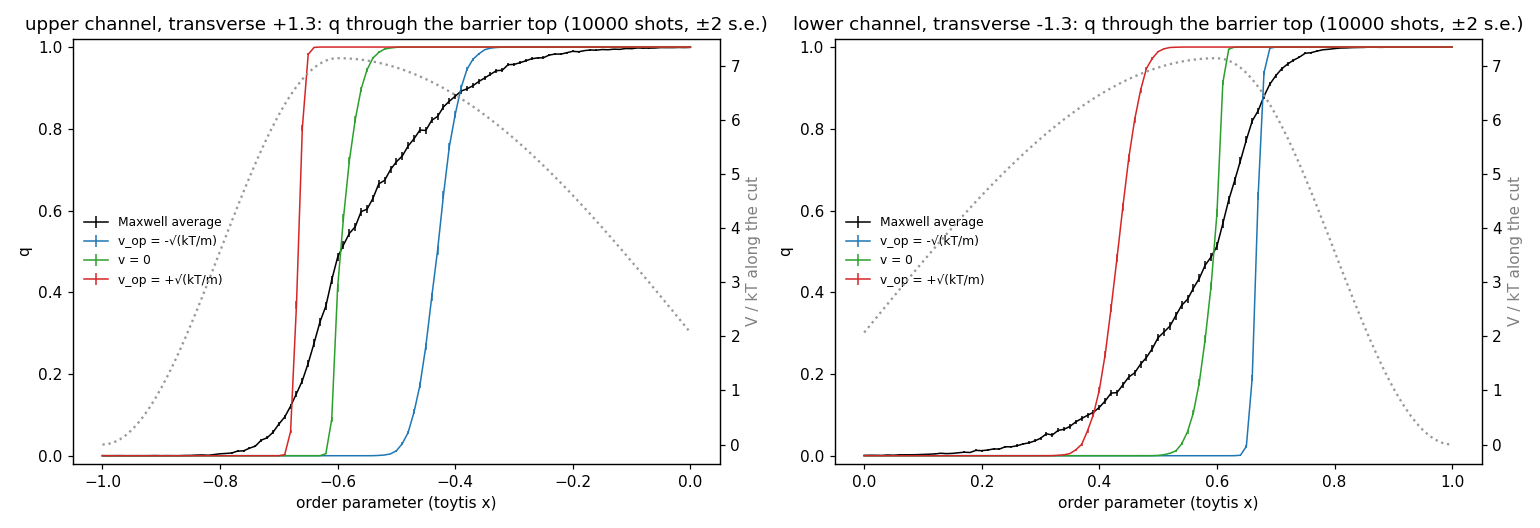 upper channel, transverse +1.3: q through the barrier top (10000 shots, ±2 s.e.)
1.0
0.8
0.6
0.4
0.2
0.0
q
Maxwell average
v_op = -√(kT/m)
v = 0
v_op = +√(kT/m)
7
6
5
4
3
2
1
0
V / kT along the cut
−1.0
−0.8
−0.6
−0.4
−0.2
0.0
order parameter (toytis x)
lower channel, transverse -1.3: q through the barrier top (10000 shots, ±2 s.e.)
1.0
0.8
0.6
0.4
0.2
0.0
q
Maxwell average
v_op = -√(kT/m)
v = 0
v_op = +√(kT/m)
7
6
5
4
3
2
1
0
V / kT along the cut
0.0
0.2
0.4
0.6
0.8
1.0
order parameter (toytis x)